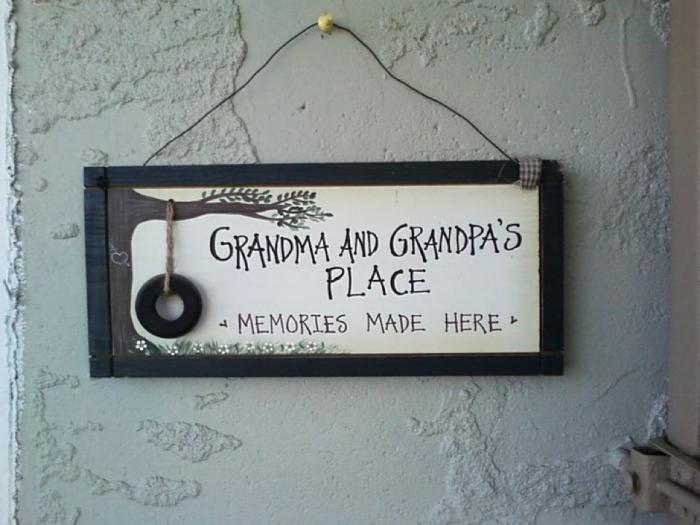 GRANDMA AND GRANDPA'S
PLACE
MEMORIES MADE HERE